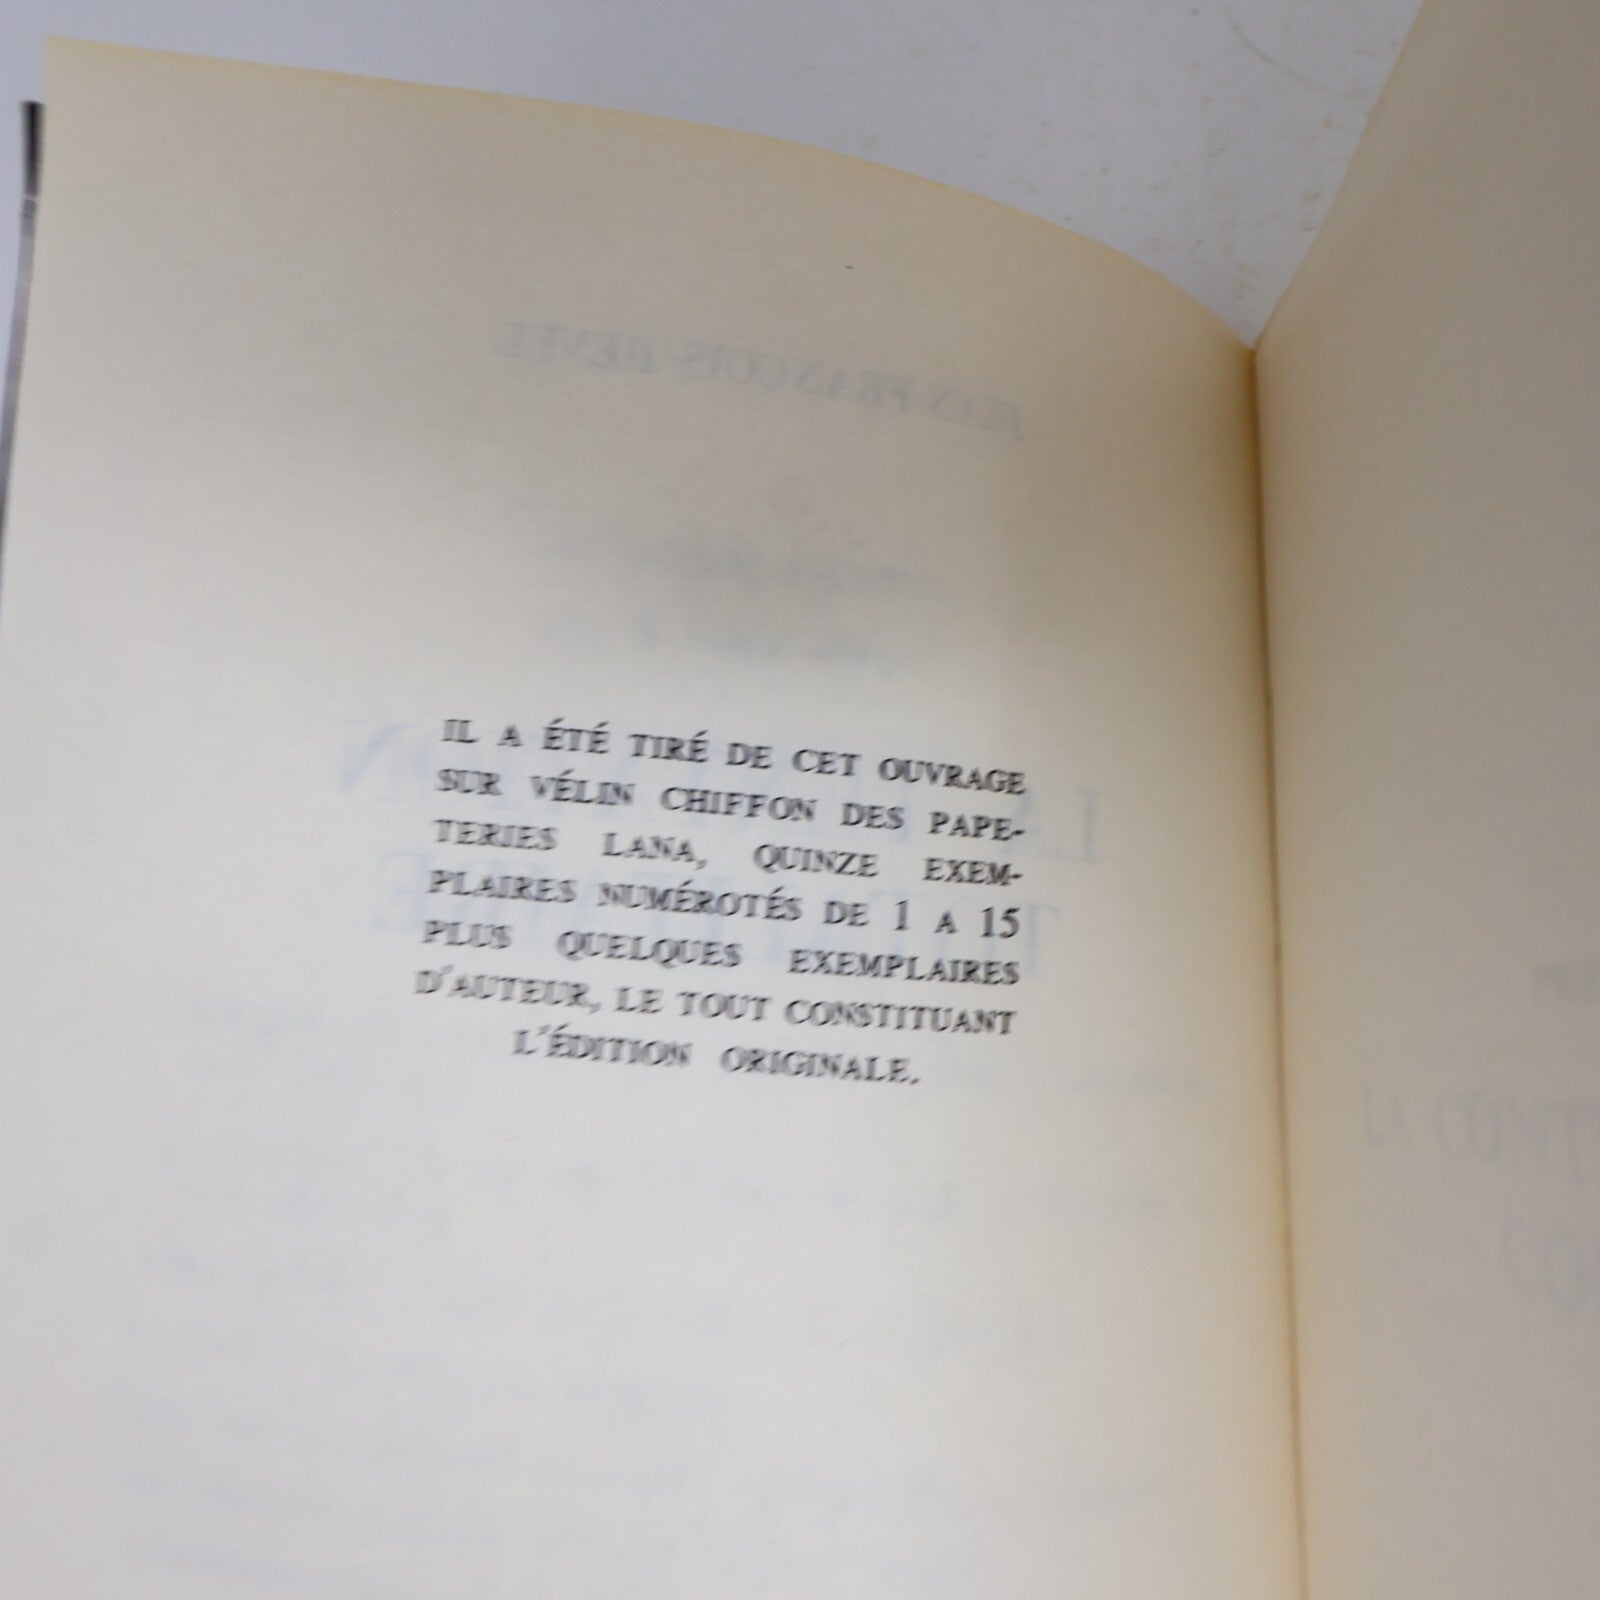 IL A ÉTÉ TIRÉ DE CET OUVRAGE
SUR VÉLIN CHIFFON DES PAPE-
TERIES LANA, QUINZE EXEM-
PLAIRES NUMÉROTÉS DE 1 A 15
PLUS QUELQUES EXEMPLAIRES
D'AUTEUR, LE TOUT CONSTITUANT
L'ÉDITION ORIGINALE.